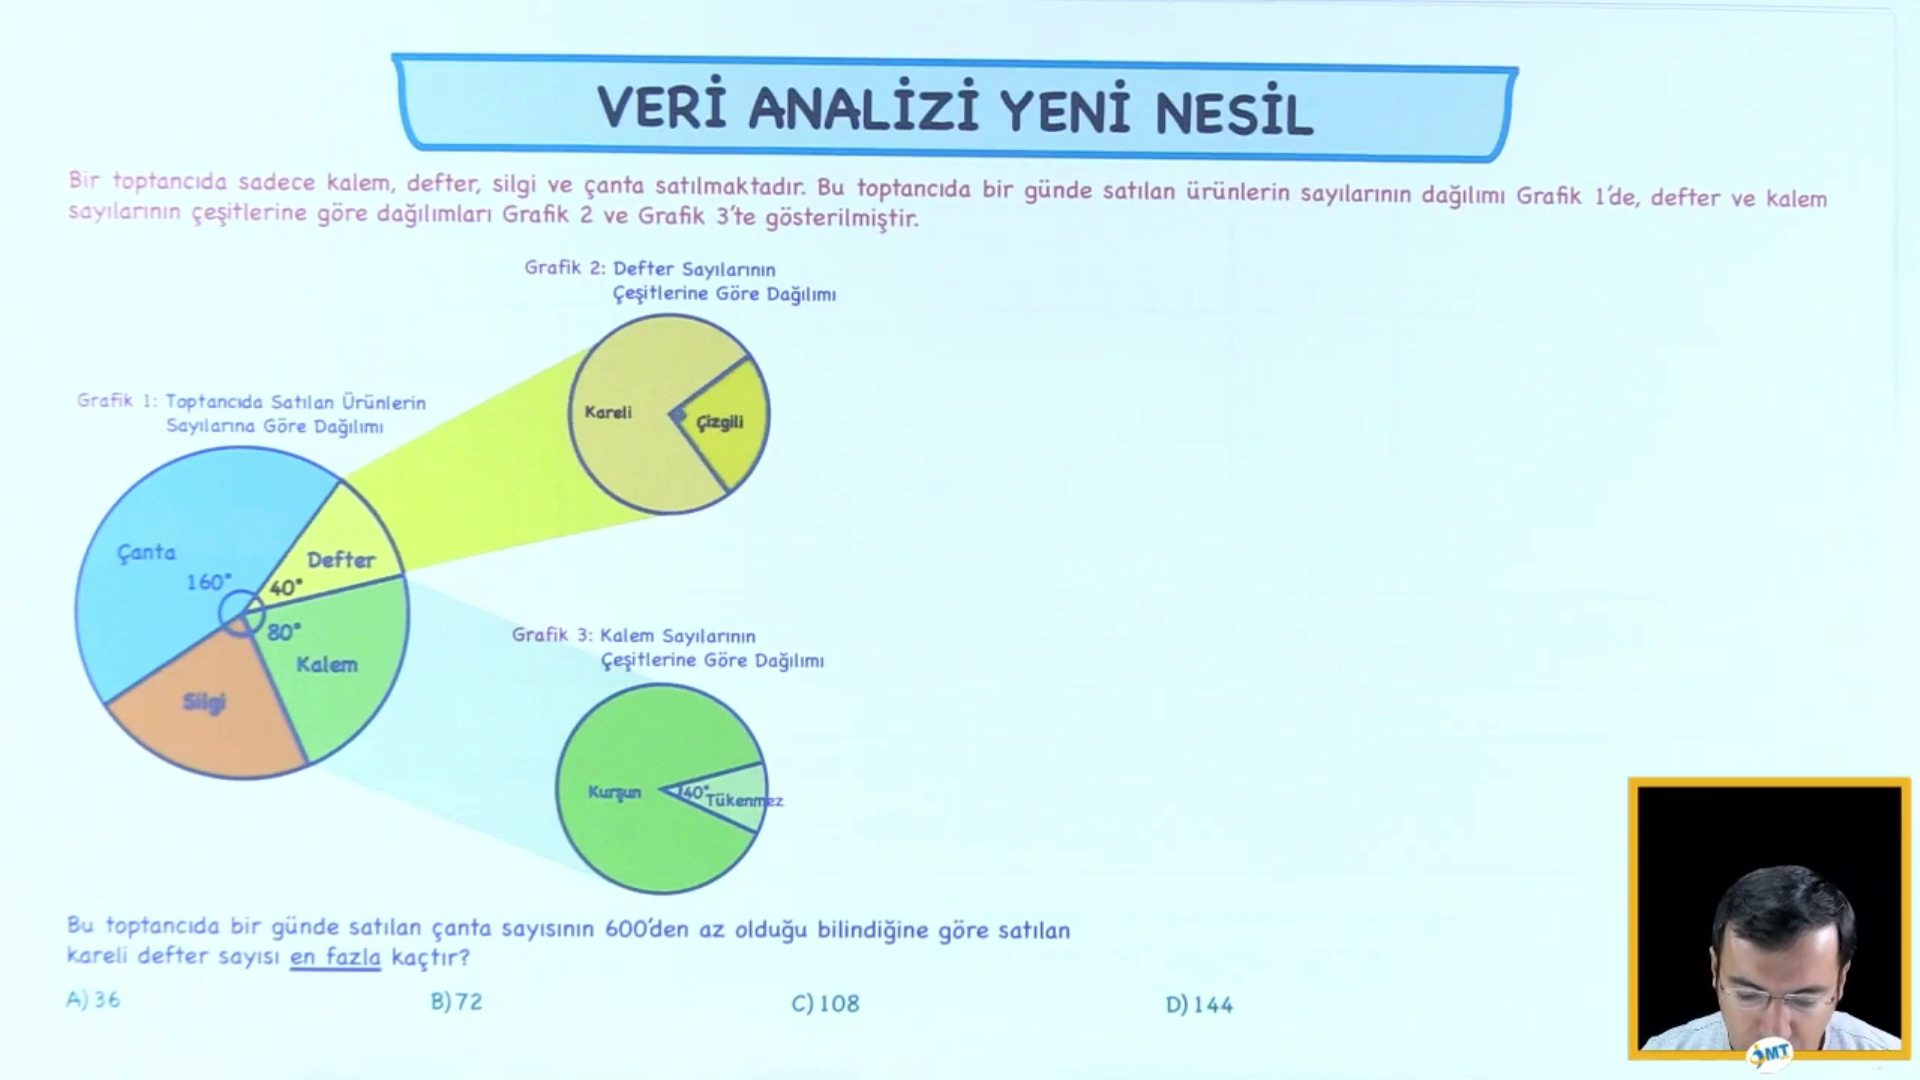 VERİ ANALİZİ YENİ NESİL
Bir toptancıda sadece kalem, defter, silgi ve çanta satılmaktadır. Bu toptancıda bir günde satılan ürünlerin sayılarının dağılımı Grafik 1'de, defter ve kalem
sayılarının çeşitlerine göre dağılımları Grafik 2 ve Grafik 3'te gösterilmiştir.
Grafik 2: Defter Sayılarının
Çeşitlerine Göre Dağılımı
Kareli
Çizgili
Grafik 1: Toptancıda Satılan Ürünlerin
Sayılarına Göre Dağılımı
Çanta
160°
Defter
40°
80°
Kalem
Silgi
Grafik 3: Kalem Sayılarının
Çeşitlerine Göre Dağılımı
Kurşun
40°
Tükenmez
Bu toptancıda bir günde satılan çanta sayısının 600'den az olduğu bilindiğine göre satılan
kareli defter sayısı en fazla kaçtır?
A) 36 B) 72 C) 108 D) 144
MT